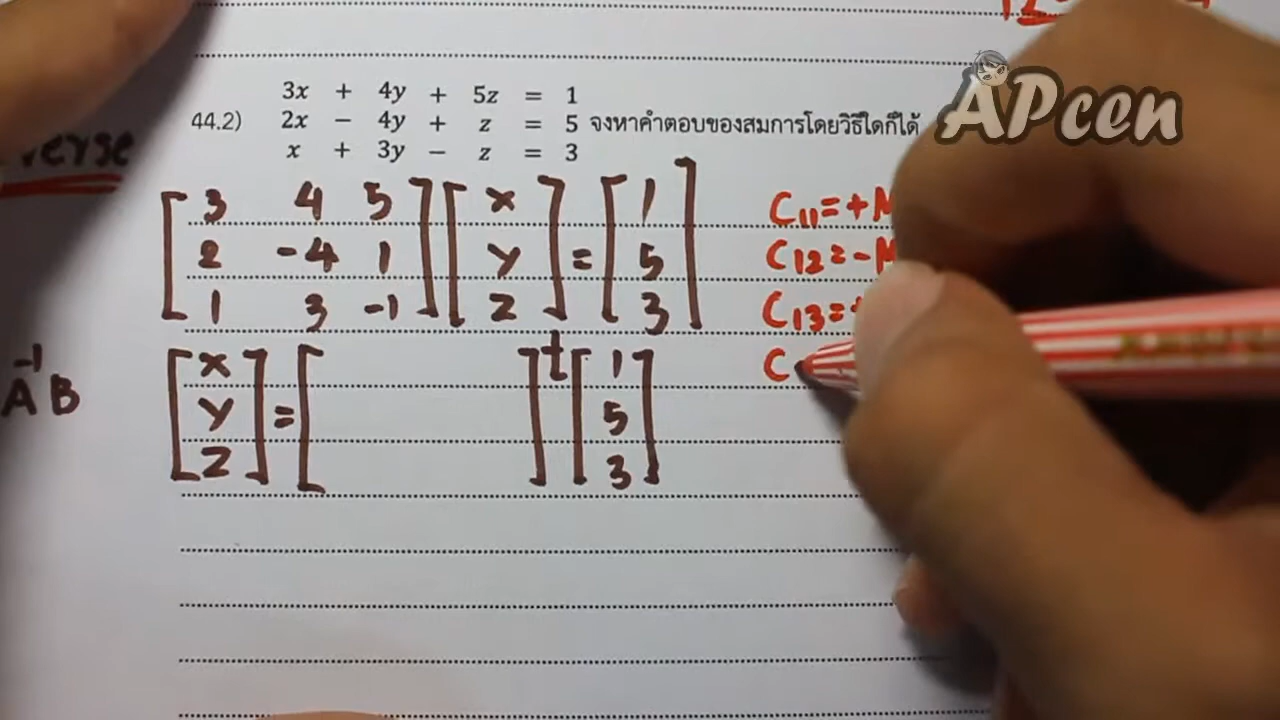 APcen
3x + 4y + 5z = 1
44.2) 2x − 4y + z = 5 จงหาคำตอบของสมการโดยวิธีใดก็ได้
x + 3y − z = 3
3 4 5 x 1
2 -4 1 y = 5
1 3 -1 z 3
C11 = + M
C12 = - M
C13 =
C
x t 1
y = 5
z 3
A⁻¹B